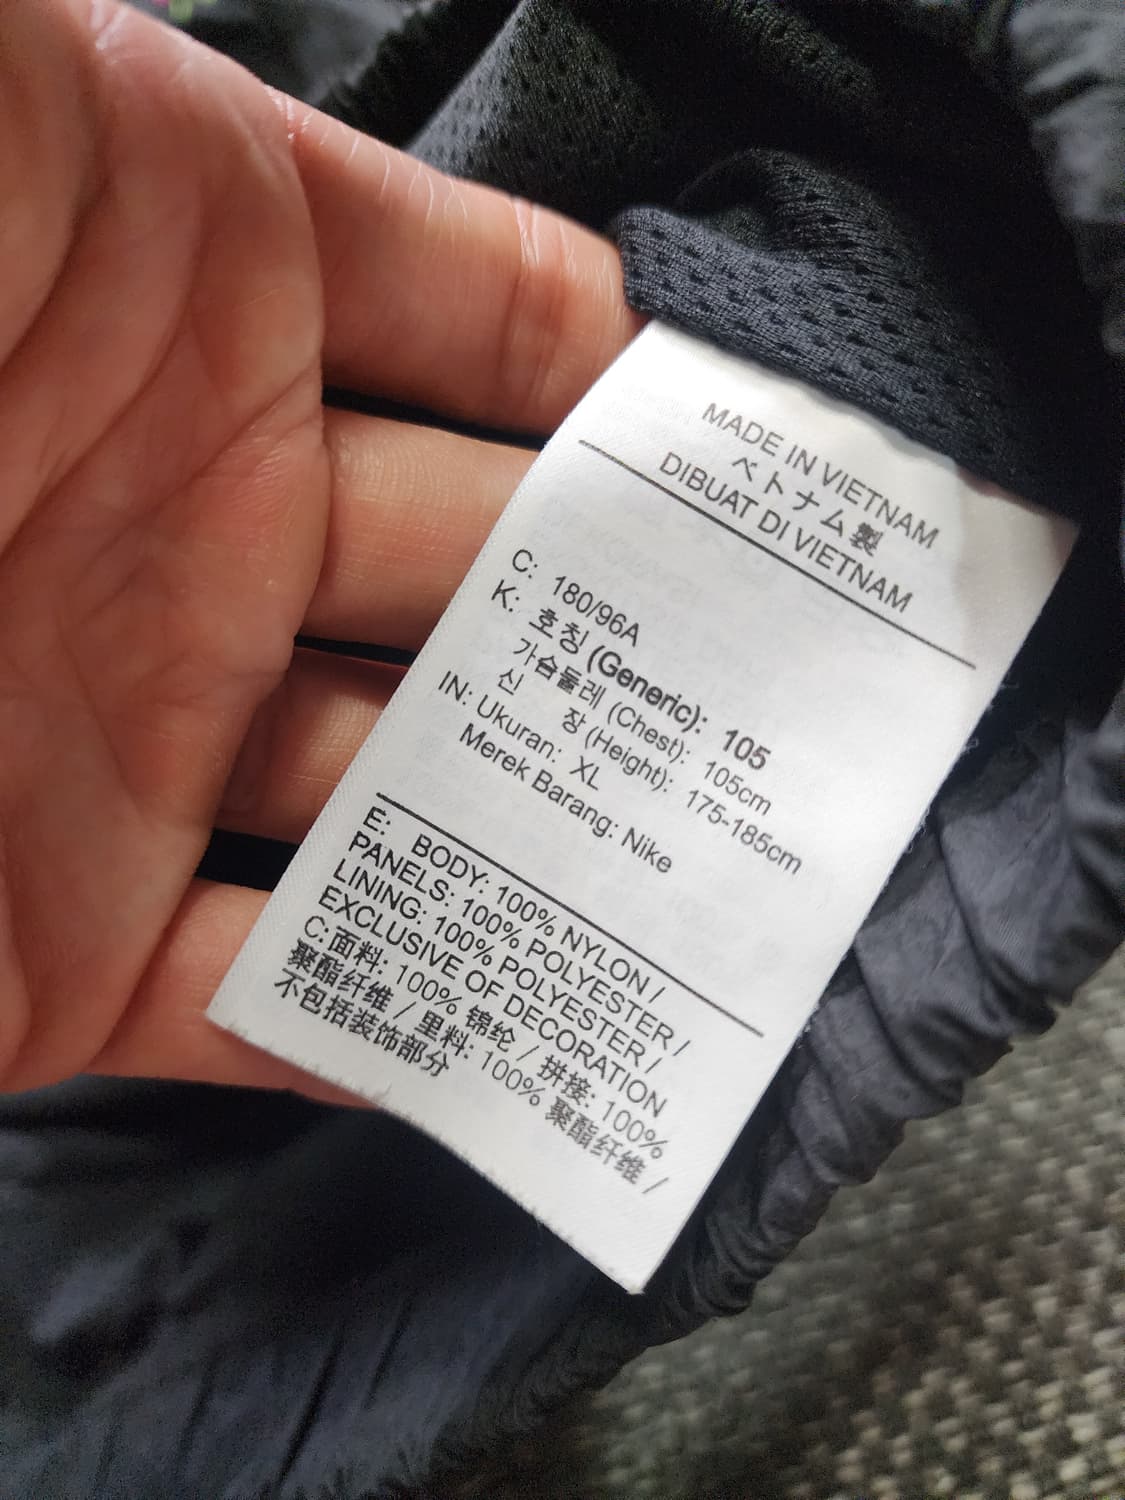 MADE IN VIETNAM
ベトナム製
DIBUAT DI VIETNAM
C: 180/96A
K: 호칭 (Generic): 105
가슴둘레 (Chest): 105cm
신 장 (Height): 175-185cm
IN: Ukuran: XL
Merek Barang: Nike
E: BODY: 100% NYLON /
PANELS: 100% POLYESTER /
LINING: 100% POLYESTER /
EXCLUSIVE OF DECORATION
C: 面料: 100% 锦纶 / 拼接: 100%
聚酯纤维 / 里料: 100% 聚酯纤维 /
不包括装饰部分